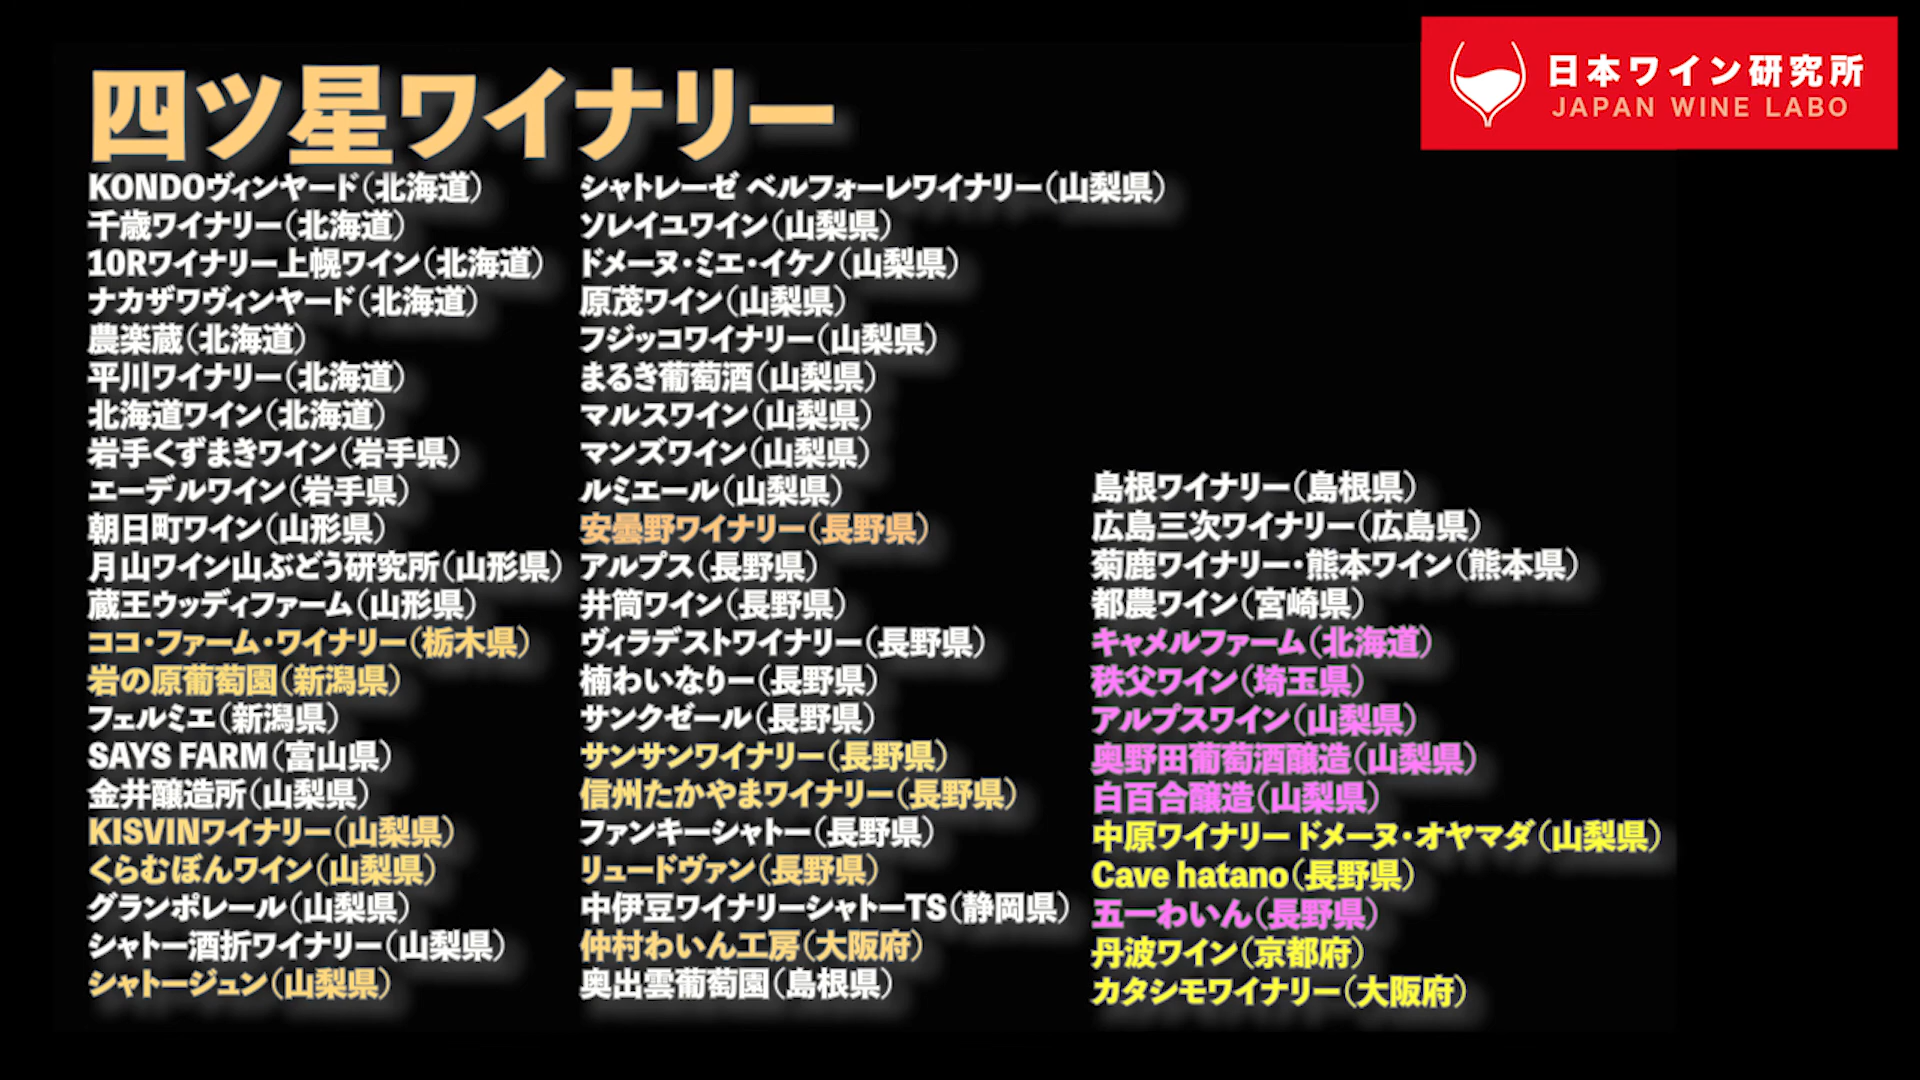 四ツ星ワイナリー
日本ワイン研究所
JAPAN WINE LABO
KONDOヴィンヤード（北海道）
千歳ワイナリー（北海道）
10Rワイナリー上幌ワイン（北海道）
ナカザワヴィンヤード（北海道）
農楽蔵（北海道）
平川ワイナリー（北海道）
北海道ワイン（北海道）
岩手くずまきワイン（岩手県）
エーデルワイン（岩手県）
朝日町ワイン（山形県）
月山ワイン山ぶどう研究所（山形県）
蔵王ウッディファーム（山形県）
ココ・ファーム・ワイナリー（栃木県）
岩の原葡萄園（新潟県）
フェルミエ（新潟県）
SAYS FARM（富山県）
金井醸造所（山梨県）
KISVINワイナリー（山梨県）
くらむぼんワイン（山梨県）
グランポレール（山梨県）
シャトー酒折ワイナリー（山梨県）
シャトージュン（山梨県）
シャトレーゼ ベルフォーレワイナリー（山梨県）
ソレイユワイン（山梨県）
ドメーヌ・ミエ・イケノ（山梨県）
原茂ワイン（山梨県）
フジッコワイナリー（山梨県）
まるき葡萄酒（山梨県）
マルスワイン（山梨県）
マンズワイン（山梨県）
ルミエール（山梨県）
安曇野ワイナリー（長野県）
アルプス（長野県）
井筒ワイン（長野県）
ヴィラデストワイナリー（長野県）
楠わいなりー（長野県）
サンクゼール（長野県）
サンサンワイナリー（長野県）
信州たかやまワイナリー（長野県）
ファンキーシャトー（長野県）
リュードヴァン（長野県）
中伊豆ワイナリーシャトーTS（静岡県）
仲村わいん工房（大阪府）
奥出雲葡萄園（島根県）
島根ワイナリー（島根県）
広島三次ワイナリー（広島県）
菊鹿ワイナリー・熊本ワイン（熊本県）
都農ワイン（宮崎県）
キャメルファーム（北海道）
秩父ワイン（埼玉県）
アルプスワイン（山梨県）
奥野田葡萄酒醸造（山梨県）
白百合醸造（山梨県）
中原ワイナリー ドメーヌ・オヤマダ（山梨県）
Cave hatano（長野県）
五一わいん（長野県）
丹波ワイン（京都府）
カタシモワイナリー（大阪府）